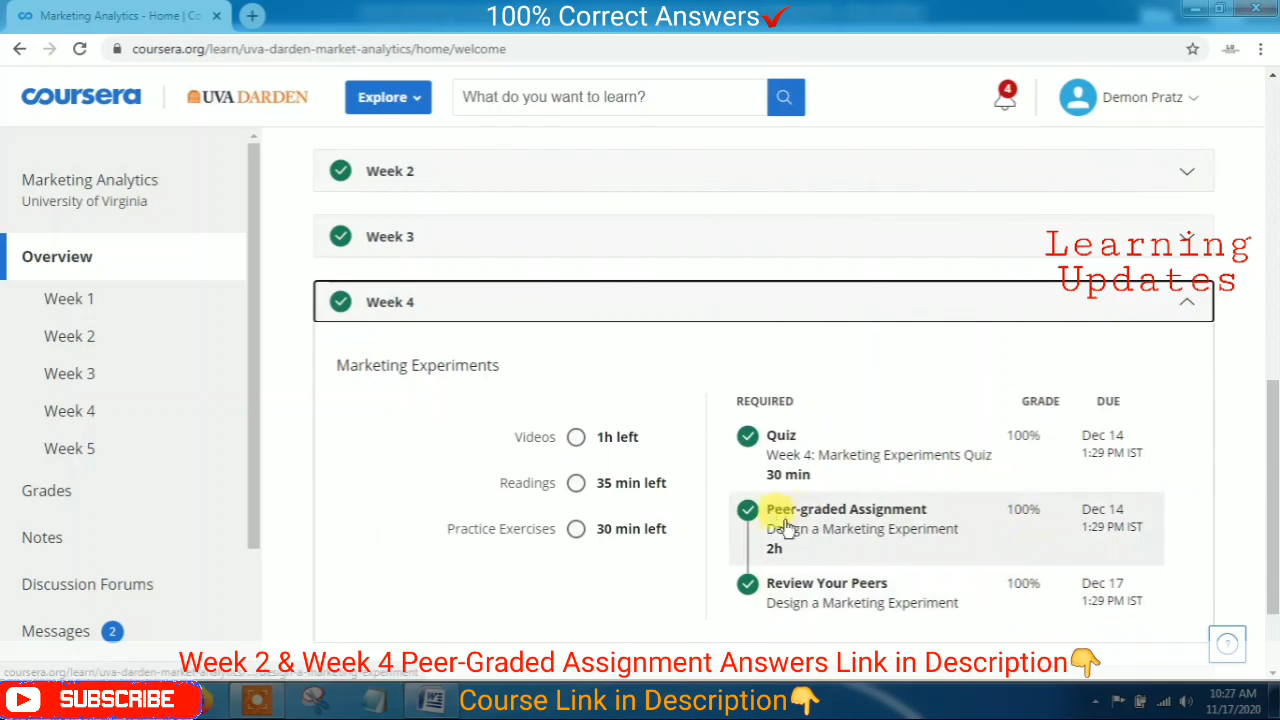 Marketing Analytics - Home | Co
100% Correct Answers
coursera.org/learn/uva-darden-market-analytics/home/welcome
coursera
UVA DARDEN
Explore
What do you want to learn?
4
Demon Pratz
Marketing Analytics
University of Virginia
Overview
Week 1
Week 2
Week 3
Week 4
Week 5
Grades
Notes
Discussion Forums
Messages 2
Week 2
Week 3
Learning
Updates
Week 4
Marketing Experiments
Videos 1h left
Readings 35 min left
Practice Exercises 30 min left
REQUIRED GRADE DUE
Quiz 100% Dec 14
Week 4: Marketing Experiments Quiz 1:29 PM IST
30 min
Peer-graded Assignment 100% Dec 14
Design a Marketing Experiment 1:29 PM IST
2h
Review Your Peers 100% Dec 17
Design a Marketing Experiment 1:29 PM IST
?
Week 2 & Week 4 Peer-Graded Assignment Answers Link in Description
SUBSCRIBE
Course Link in Description
10:27 AM
11/17/2020